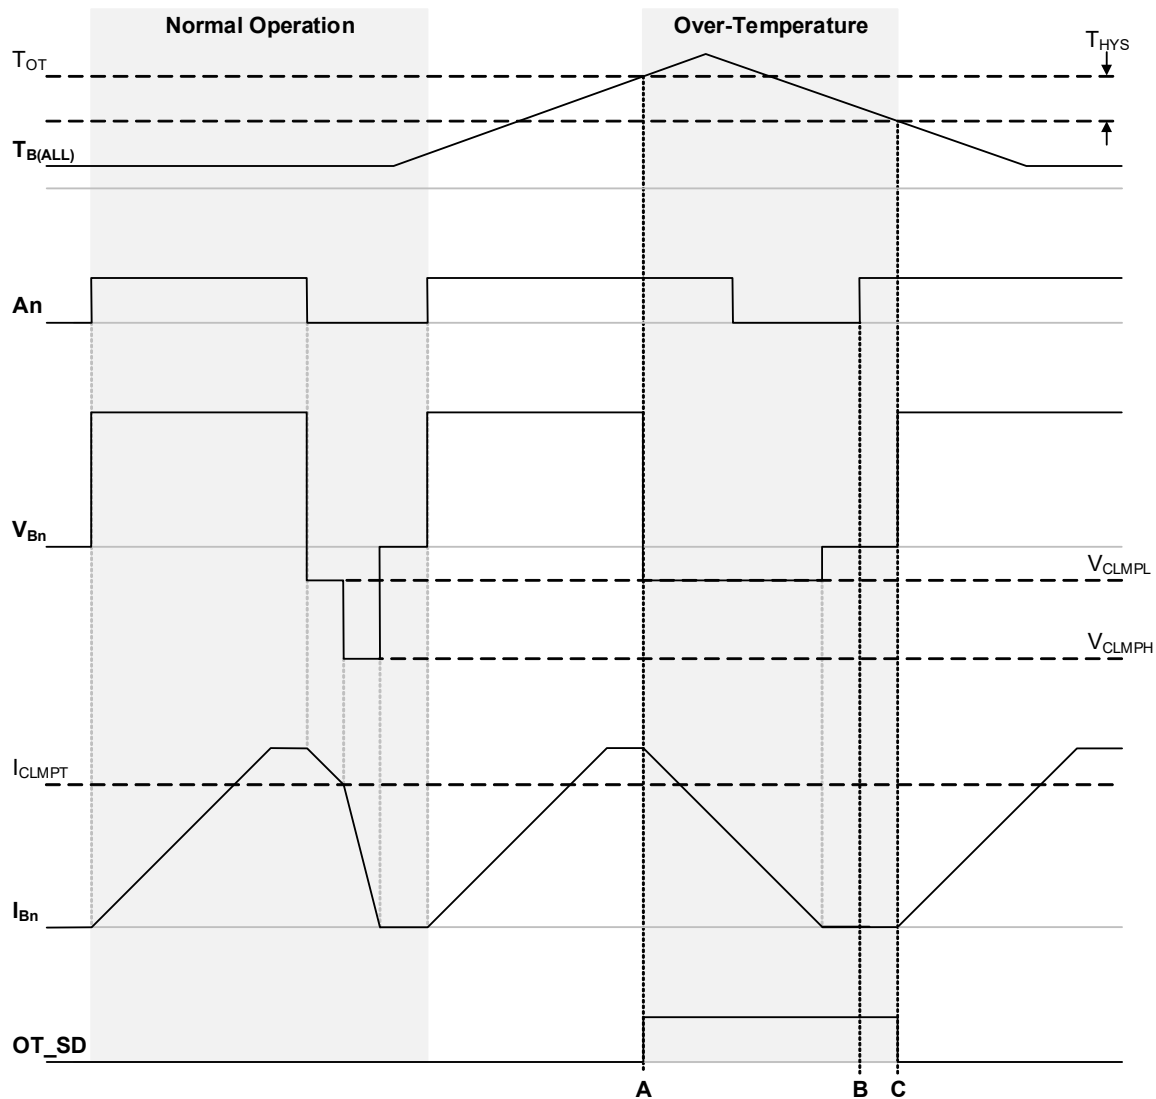 Normal Operation
Over-Temperature
T_OT
T_HYS
T_B(ALL)
An
V_Bn
V_CLMPL
V_CLMPH
I_CLMPT
I_Bn
OT_SD
A
B
C